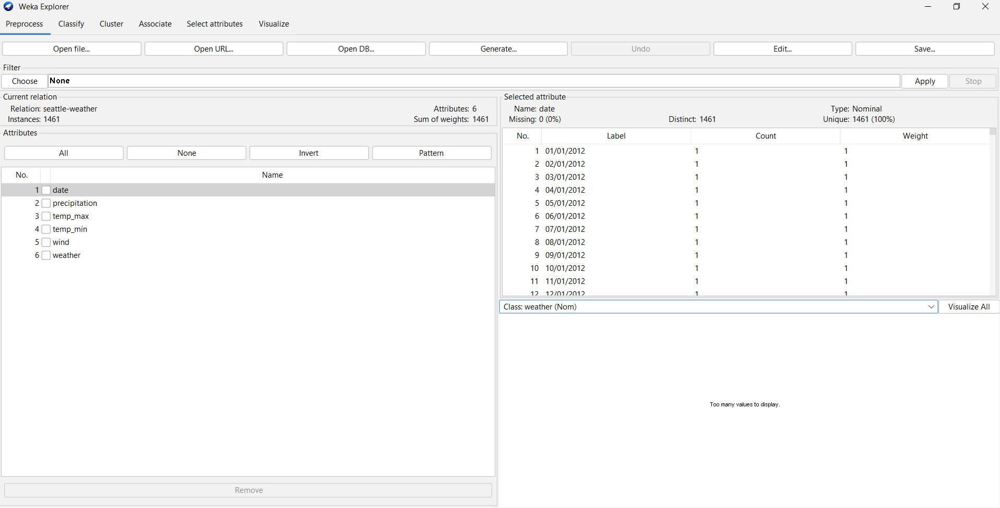 Weka Explorer
Preprocess Classify Cluster Associate Select attributes Visualize
Open file... Open URL... Open DB... Generate... Undo Edit... Save...
Filter
Choose None Apply Stop
Current relation
Relation: seattle-weather Attributes: 6
Instances: 1461 Sum of weights: 1461
Attributes
All None Invert Pattern
No. Name
1 date
2 precipitation
3 temp_max
4 temp_min
5 wind
6 weather
Remove
Selected attribute
Name: date Type: Nominal
Missing: 0 (0%) Distinct: 1461 Unique: 1461 (100%)
No. Label Count Weight
1 01/01/2012 1 1
2 02/01/2012 1 1
3 03/01/2012 1 1
4 04/01/2012 1 1
5 05/01/2012 1 1
6 06/01/2012 1 1
7 07/01/2012 1 1
8 08/01/2012 1 1
9 09/01/2012 1 1
10 10/01/2012 1 1
11 11/01/2012 1 1
12 12/01/2012 1 1
Class: weather (Nom) Visualize All
Too many values to display.